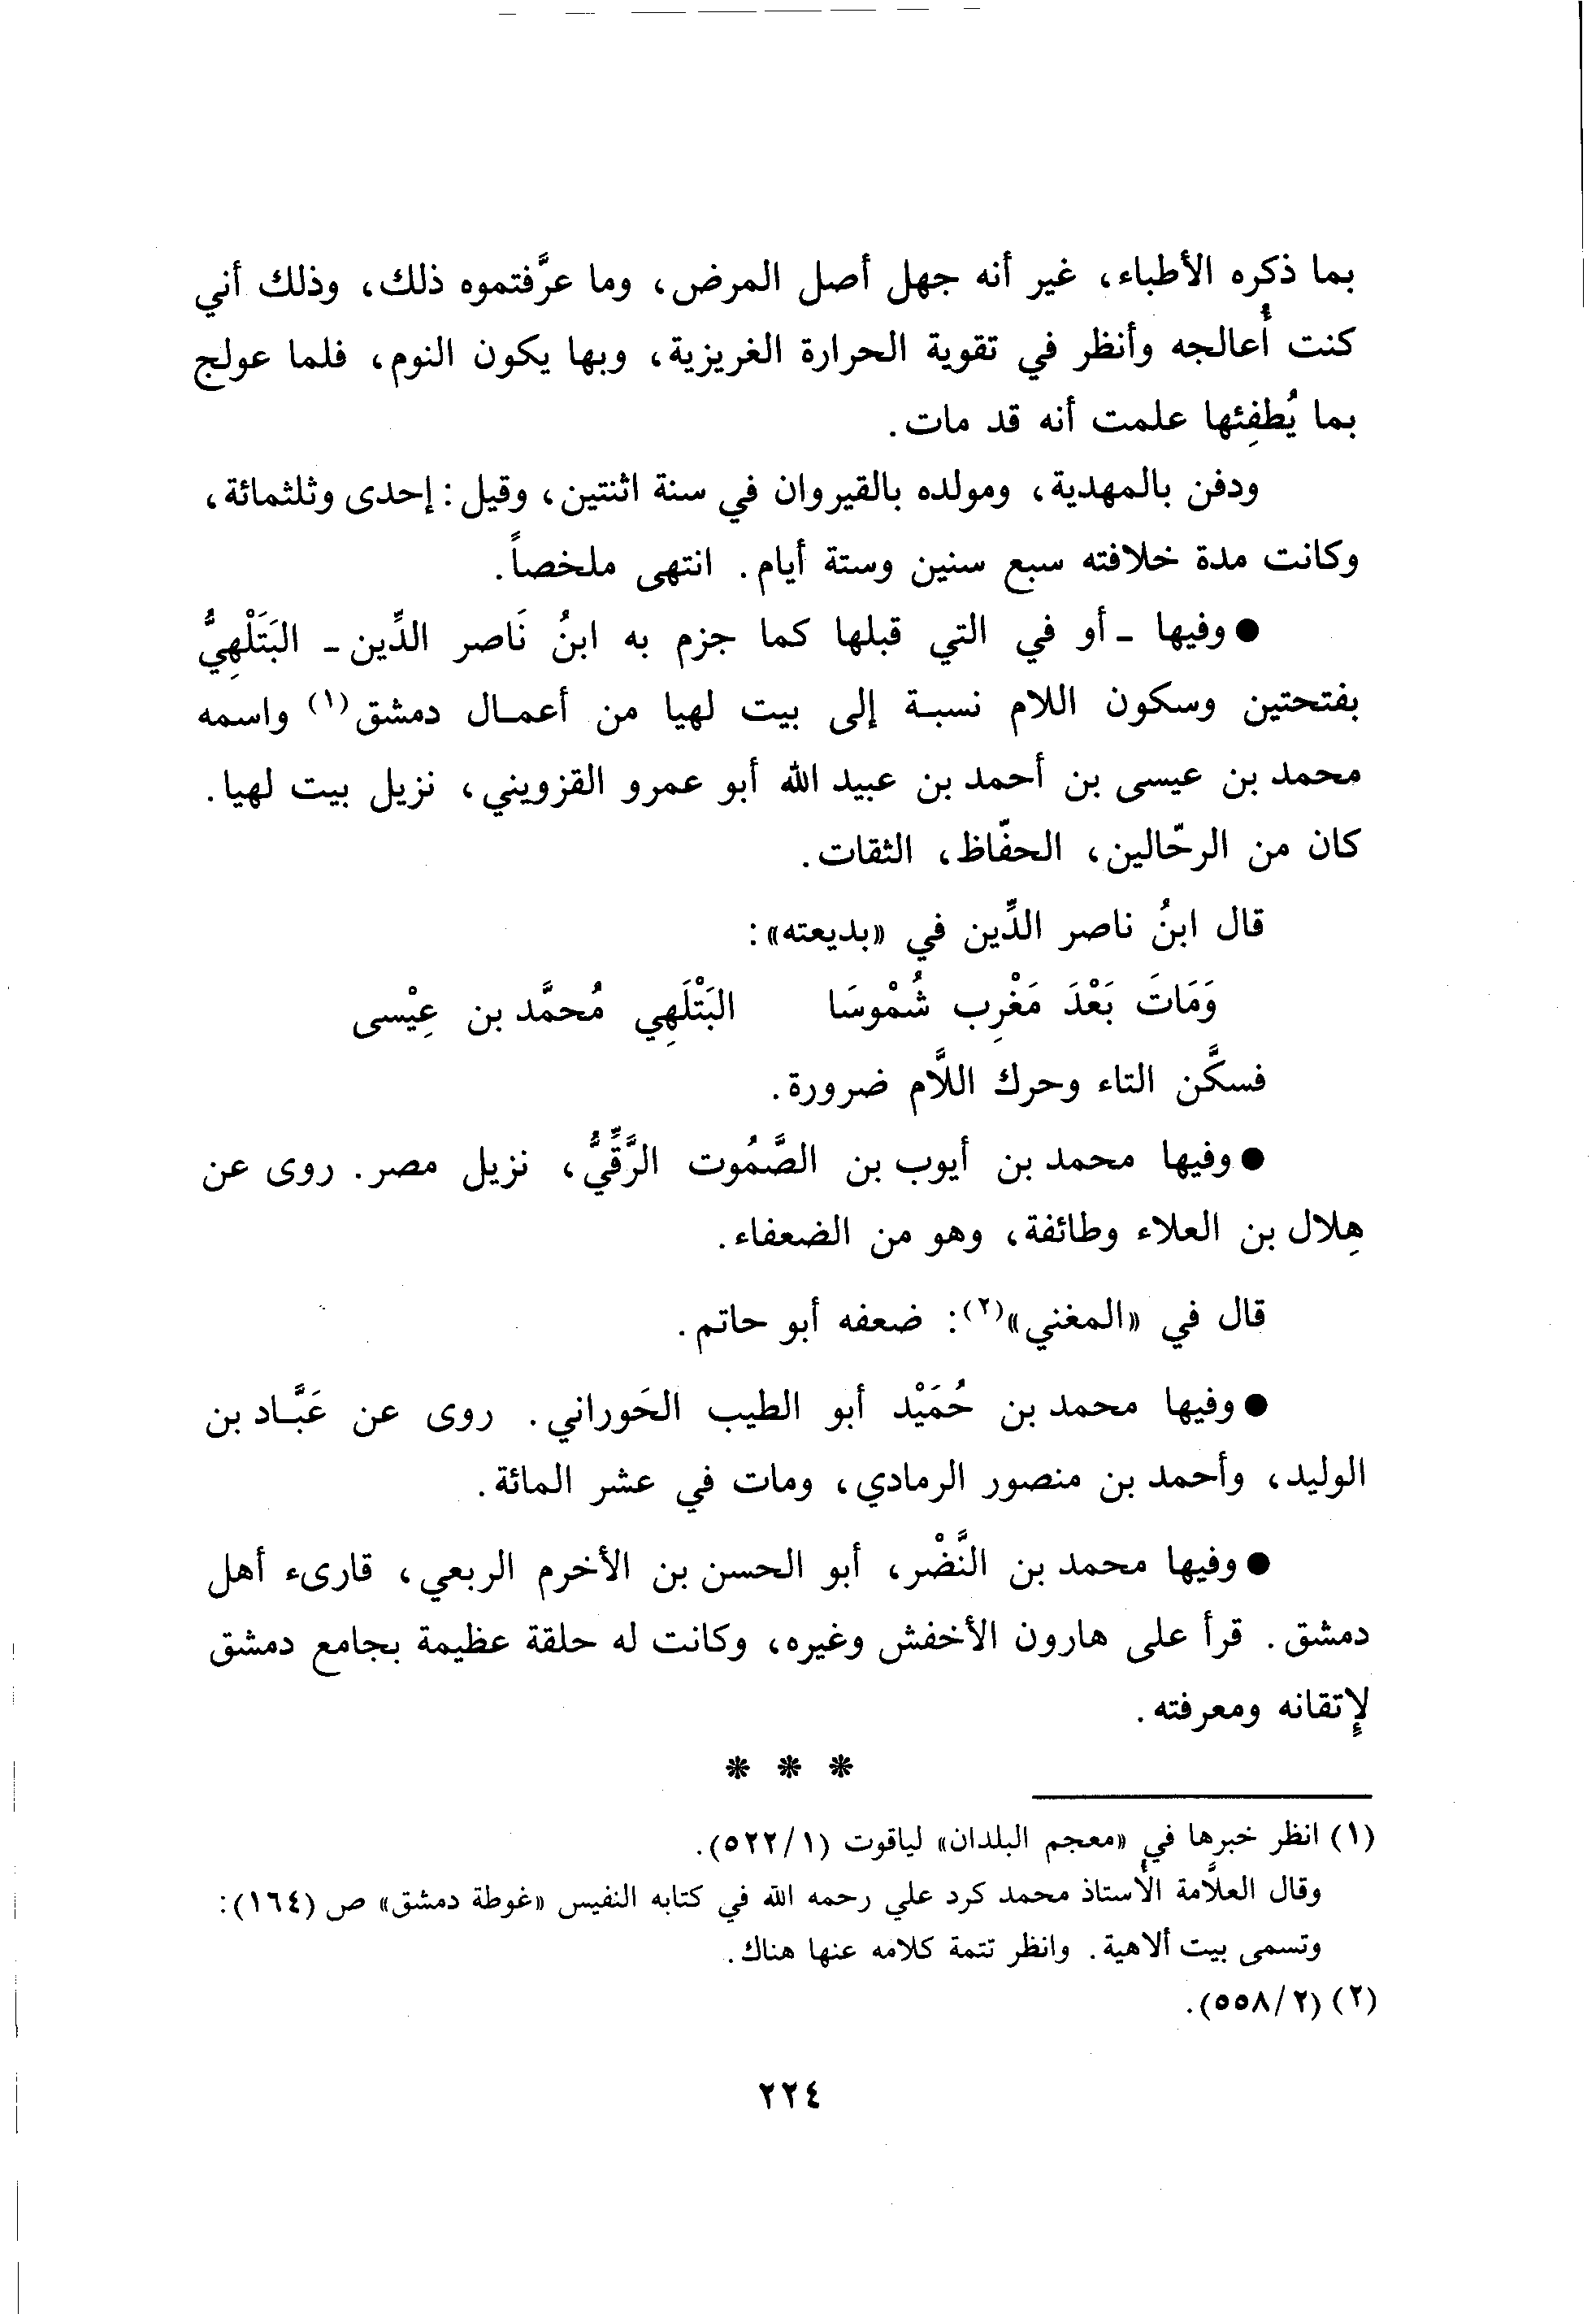 بما ذكره الأطباء، غير أنه جهل أصل المرض، وما عرَّفتموه ذلك، وذلك أني
كنت أُعالجه وأنظر في تقوية الحرارة الغريزية، وبها يكون النوم، فلما عولج
بما يُطفِئها علمت أنه قد مات.
ودفن بالمهدية، ومولده بالقيروان في سنة اثنتين، وقيل: إحدى وثلثمائة،
وكانت مدة خلافته سبع سنين وستة أيام. انتهى ملخصاً.
● وفيها ـ أو في التي قبلها كما جزم به ابنُ نَاصر الدِّين ـ البَتَلْهِيُّ
بفتحتين وسكون اللام نسبة إلى بيت لهيا من أعمال دمشق(١) واسمه
محمد بن عيسى بن أحمد بن عبيد الله أبو عمرو القزويني، نزيل بيت لهيا.
كان من الرحّالين، الحفّاظ، الثقات.
قال ابنُ ناصر الدِّين في «بديعته»:
وَمَاتَ بَعْدَ مَغْرِب شُمْوسَا البَتْلَهِي مُحمَّد بن عِيْسى
فسكَّن التاء وحرك اللَّام ضرورة.
● وفيها محمد بن أيوب بن الصَّمُوت الرَّقِّيُّ، نزيل مصر. روى عن
هِلال بن العلاء وطائفة، وهو من الضعفاء.
قال في «المغني»(٢): ضعفه أبو حاتم.
● وفيها محمد بن حُمَيْد أبو الطيب الحَوراني. روى عن عَبَّاد بن
الوليد، وأحمد بن منصور الرمادي، ومات في عشر المائة.
● وفيها محمد بن النَّضْر، أبو الحسن بن الأخرم الربعي، قارىء أهل
دمشق. قرأ على هارون الأخفش وغيره، وكانت له حلقة عظيمة بجامع دمشق
لإِتقانه ومعرفته.
* * *
(١) انظر خبرها في «معجم البلدان» لياقوت (١/٥٢٢).
وقال العلاَّمة الأُستاذ محمد كرد علي رحمه الله في كتابه النفيس «غوطة دمشق» ص (١٦٤):
وتسمى بيت ألاهية. وانظر تتمة كلامه عنها هناك.
(٢) (٢/٥٥٨).
٢٢٤